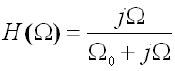 H(Ω) = jΩ / (Ω₀ + jΩ)